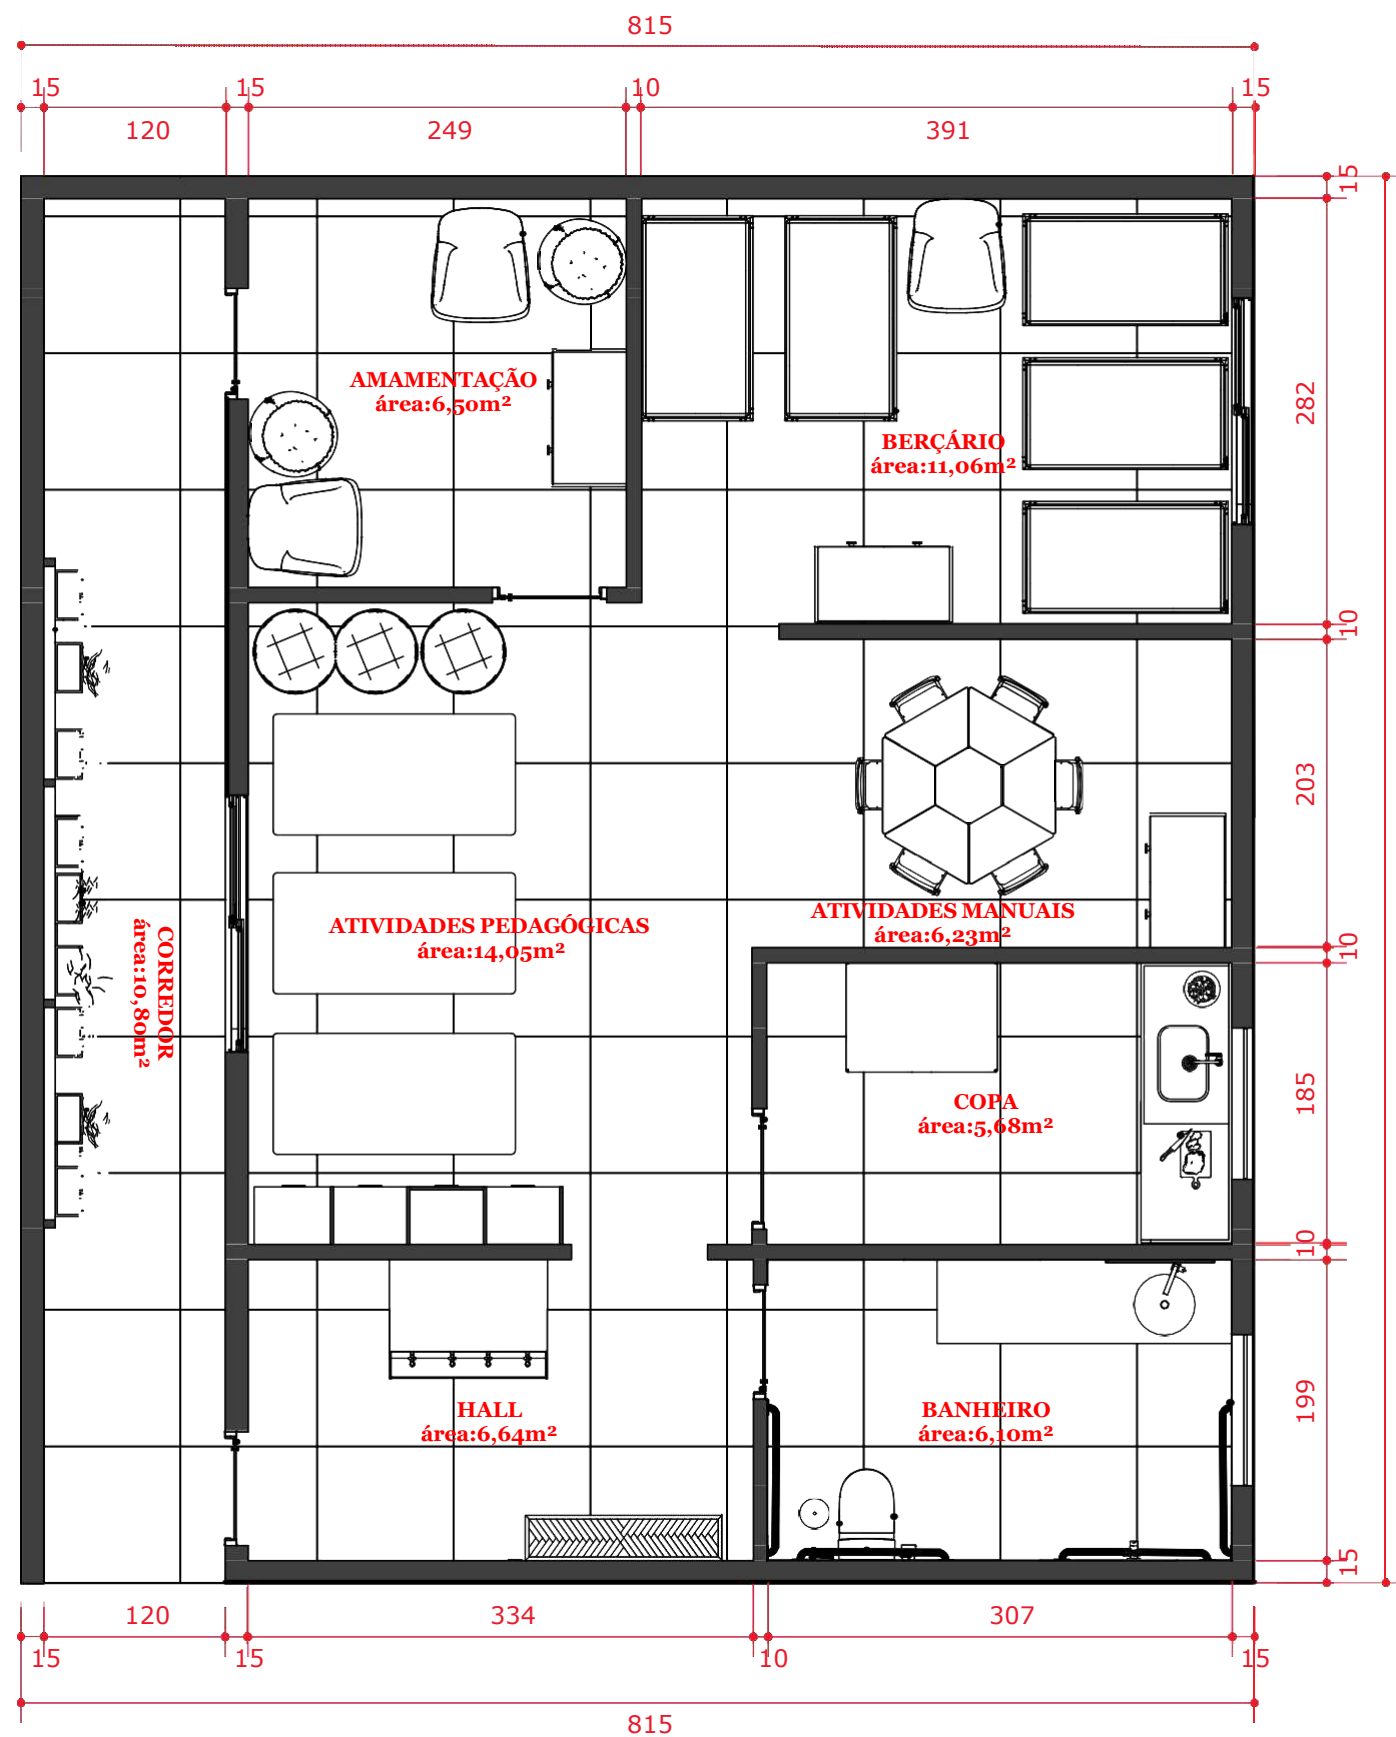 815
15
15
10
15
120
249
391
15
AMAMENTAÇÃO
área:6,50m²
282
BERÇÁRIO
área:11,06m²
10
203
ATIVIDADES MANUAIS
área:6,23m²
ATIVIDADES PEDAGÓGICAS
área:14,05m²
10
CORREDOR
área:10,80m²
COPA
área:5,68m²
185
10
HALL
área:6,64m²
BANHEIRO
área:6,10m²
199
15
120
334
307
15
15
10
15
815